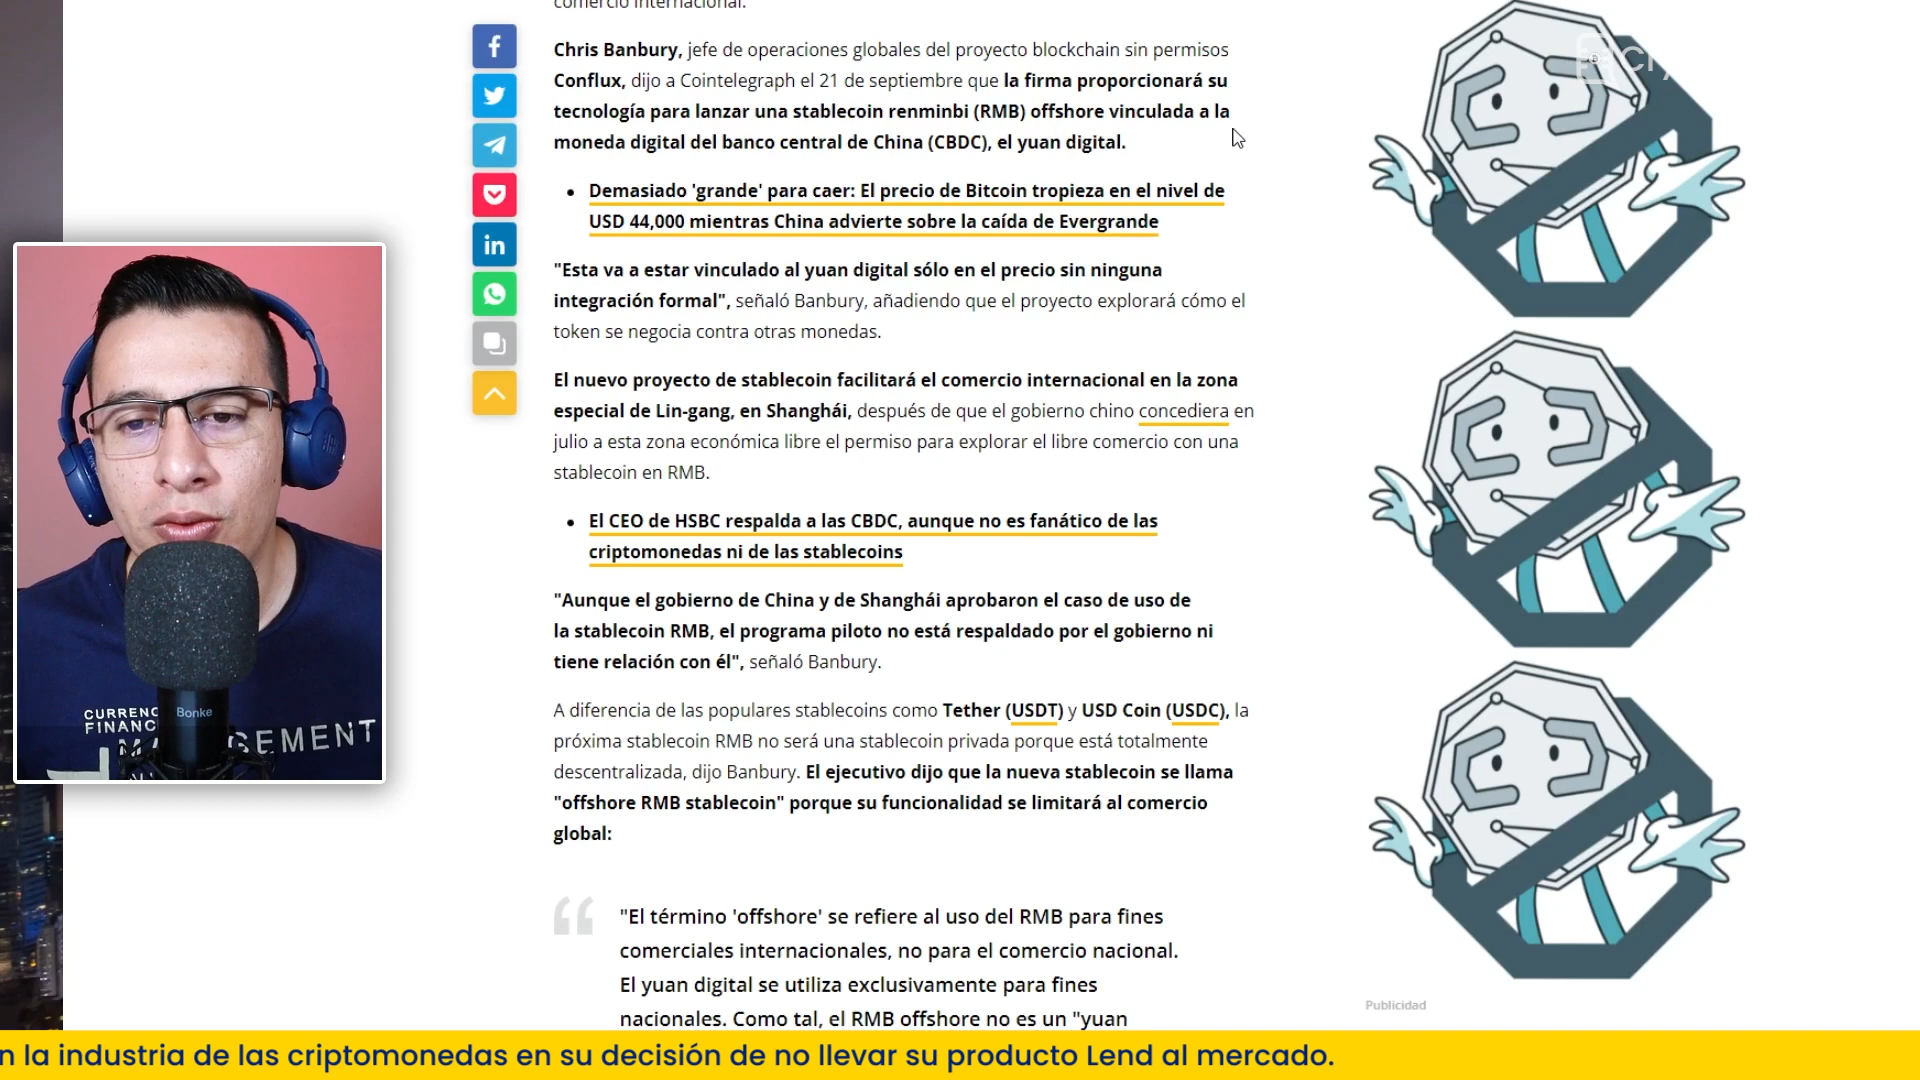 comercio internacional.
Chris Banbury, jefe de operaciones globales del proyecto blockchain sin permisos
Conflux, dijo a Cointelegraph el 21 de septiembre que la firma proporcionará su
tecnología para lanzar una stablecoin renminbi (RMB) offshore vinculada a la
moneda digital del banco central de China (CBDC), el yuan digital.
Demasiado 'grande' para caer: El precio de Bitcoin tropieza en el nivel de
USD 44,000 mientras China advierte sobre la caída de Evergrande
"Esta va a estar vinculado al yuan digital sólo en el precio sin ninguna
integración formal", señaló Banbury, añadiendo que el proyecto explorará cómo el
token se negocia contra otras monedas.
El nuevo proyecto de stablecoin facilitará el comercio internacional en la zona
especial de Lin-gang, en Shanghái, después de que el gobierno chino concediera en
julio a esta zona económica libre el permiso para explorar el libre comercio con una
stablecoin en RMB.
El CEO de HSBC respalda a las CBDC, aunque no es fanático de las
criptomonedas ni de las stablecoins
"Aunque el gobierno de China y de Shanghái aprobaron el caso de uso de
la stablecoin RMB, el programa piloto no está respaldado por el gobierno ni
tiene relación con él", señaló Banbury.
A diferencia de las populares stablecoins como Tether (USDT) y USD Coin (USDC), la
próxima stablecoin RMB no será una stablecoin privada porque está totalmente
descentralizada, dijo Banbury. El ejecutivo dijo que la nueva stablecoin se llama
"offshore RMB stablecoin" porque su funcionalidad se limitará al comercio
global:
"El término 'offshore' se refiere al uso del RMB para fines
comerciales internacionales, no para el comercio nacional.
El yuan digital se utiliza exclusivamente para fines
nacionales. Como tal, el RMB offshore no es un "yuan
Publicidad
Bonke
n la industria de las criptomonedas en su decisión de no llevar su producto Lend al mercado.